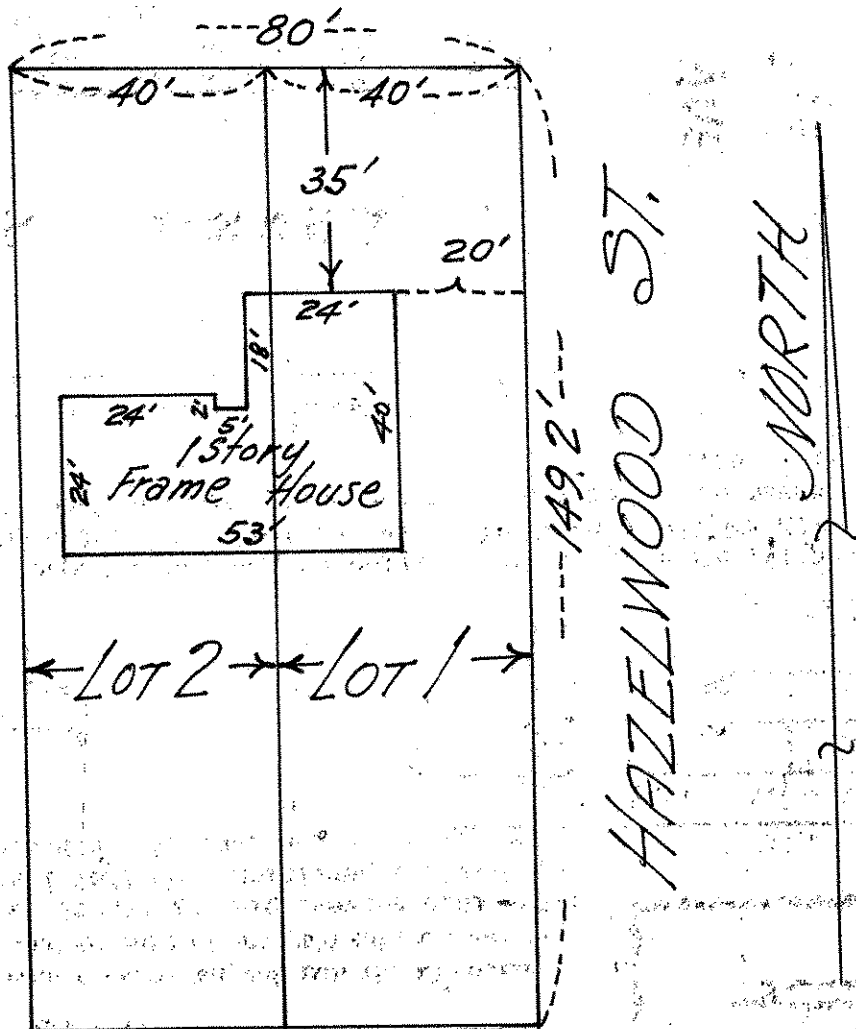 80'
40' 40'
35'
20'
24'
18'
24' 2' 5' 40'
1 Story
24' Frame House
53'
149.2'
LOT 2 LOT 1
HAZELWOOD ST.
NORTH